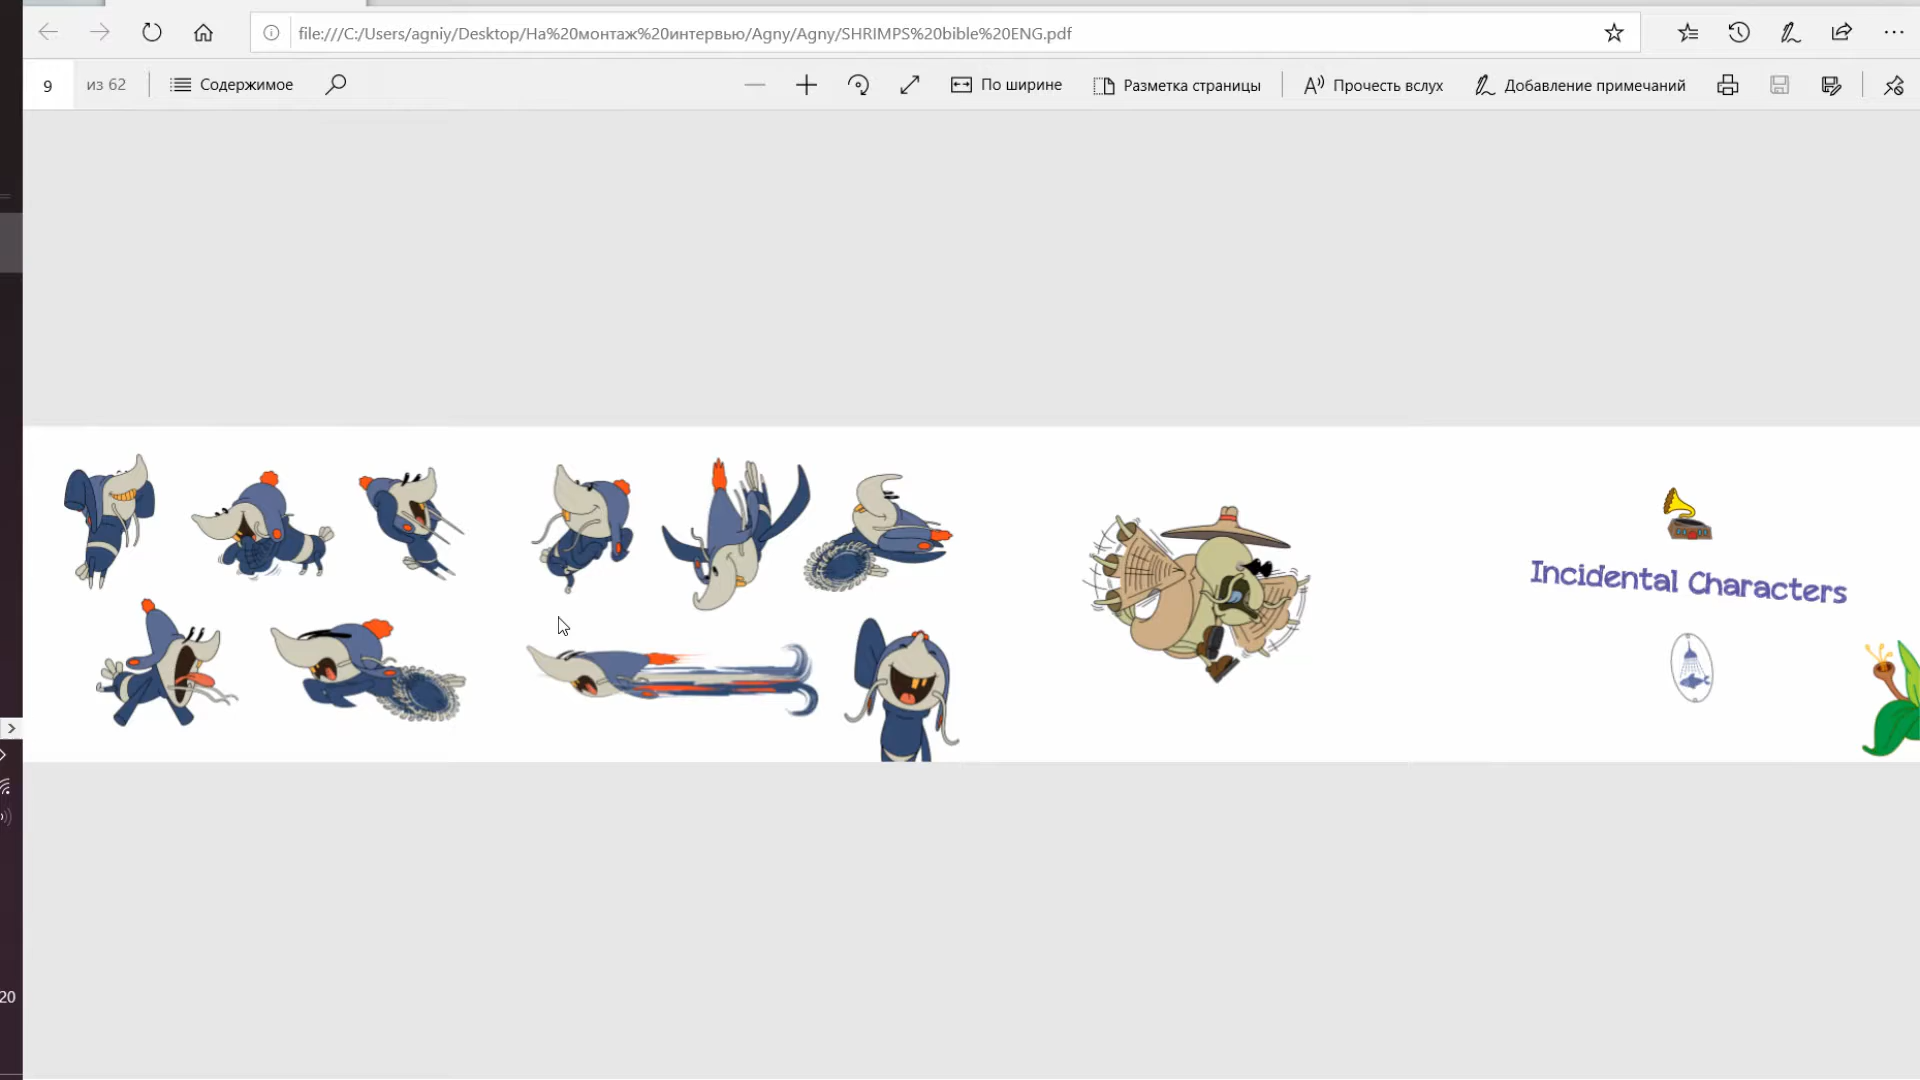 file:///C:/Users/agniy/Desktop/На%20монтаж%20интервью/Agny/Agny/SHRIMPS%20bible%20ENG.pdf
9 из 62 Содержимое По ширине Разметка страницы Прочесть вслух Добавление примечаний
Incidental Characters
20